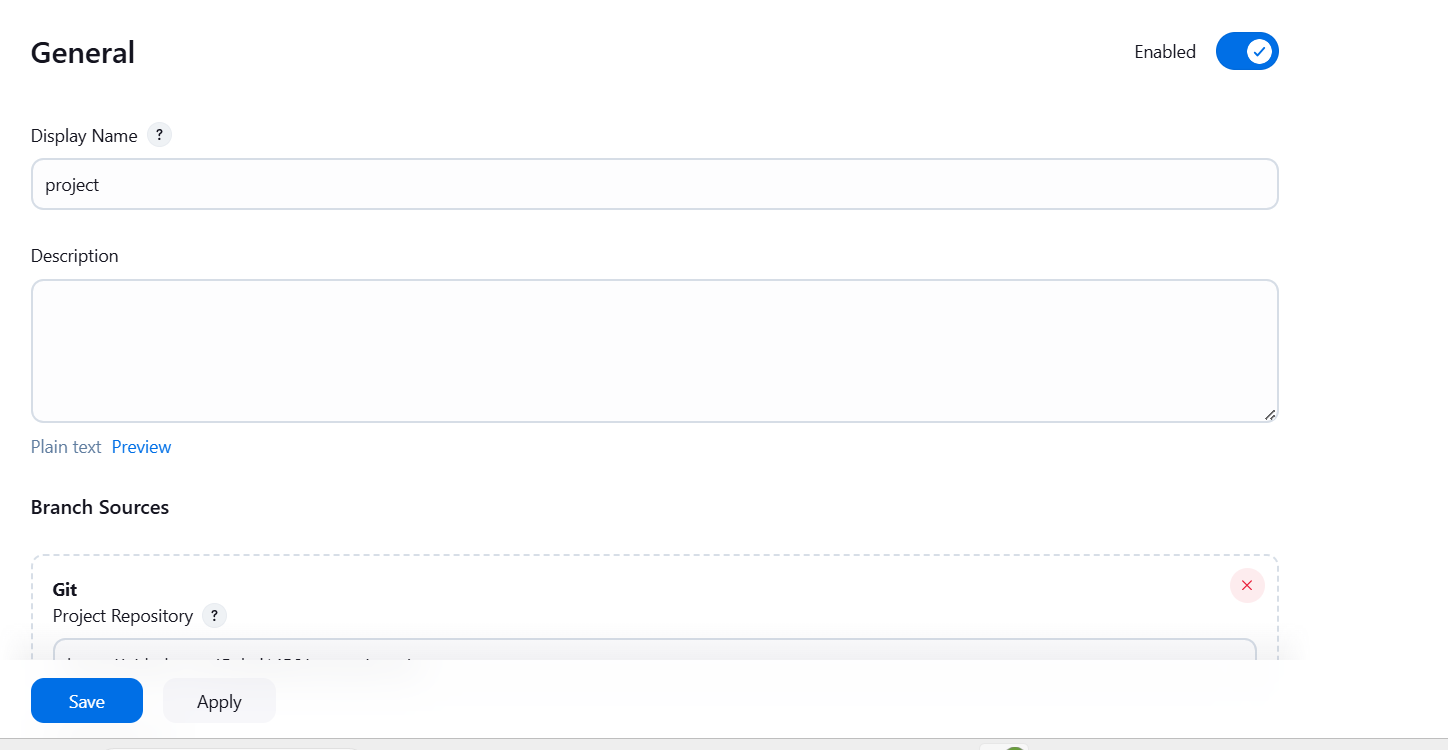 General
Enabled
Display Name ?
project
Description
Plain text Preview
Branch Sources
Git
Project Repository ?
Save
Apply